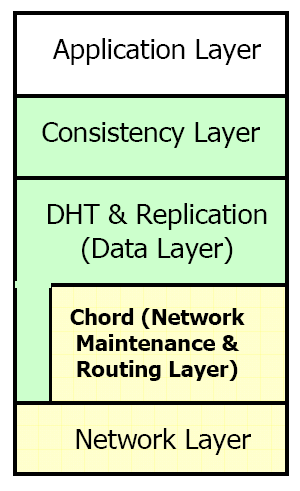 Application Layer
Consistency Layer
DHT & Replication
(Data Layer)
Chord (Network
Maintenance &
Routing Layer)
Network Layer